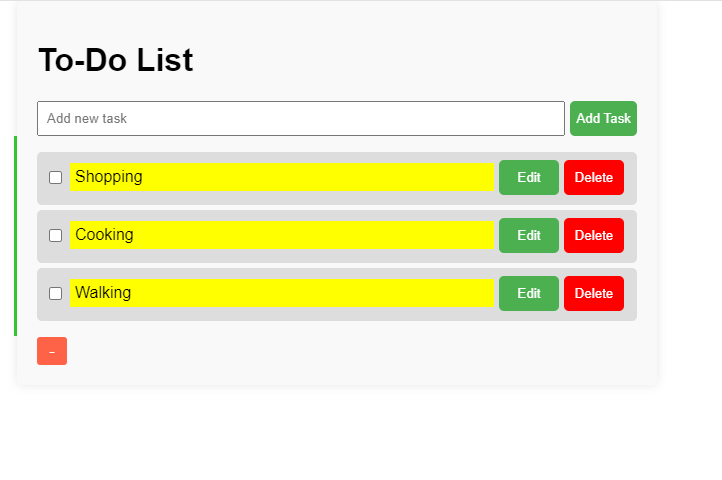 To-Do List
Add new task Add Task
Shopping Edit Delete
Cooking Edit Delete
Walking Edit Delete
-